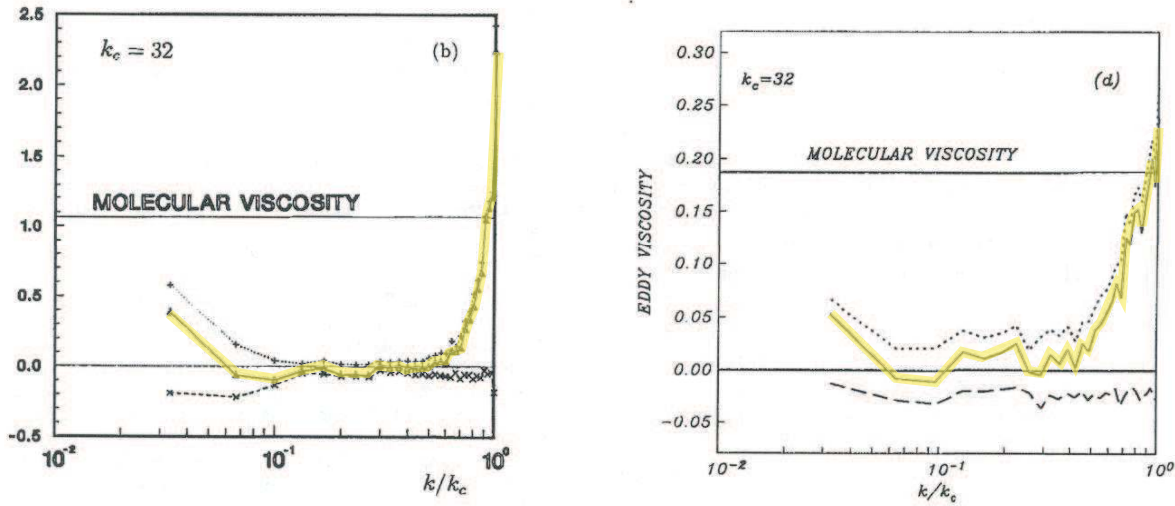 2.5
k_c = 32
(b)
2.0
1.5
MOLECULAR VISCOSITY
1.0
0.5
0.0
-0.5
10^-2
10^-1
10^0
k/k_c
0.30
k_c=32
(d)
0.25
MOLECULAR VISCOSITY
0.20
0.15
EDDY VISCOSITY
0.10
0.05
0.00
-0.05
10^-2
10^-1
10^0
k/k_c